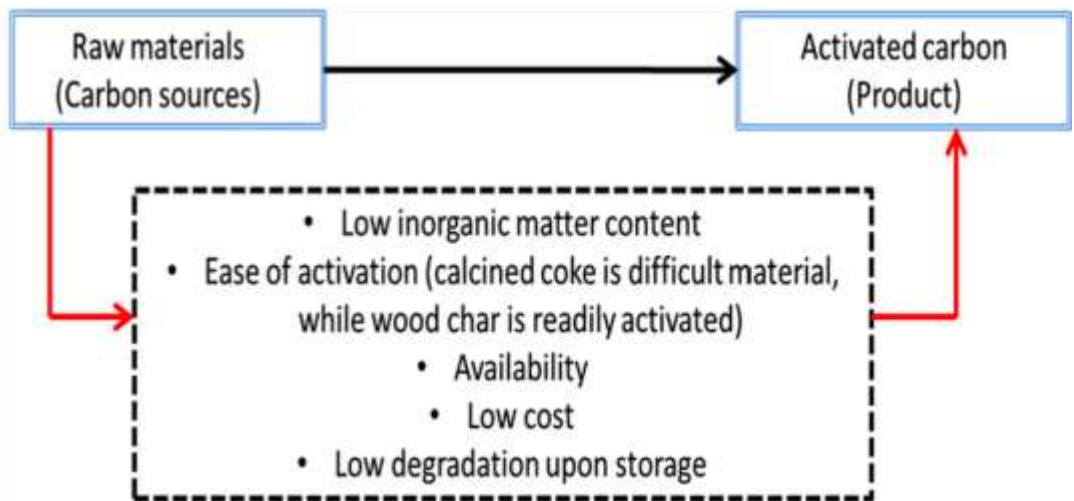 Raw materials
(Carbon sources)
Activated carbon
(Product)
• Low inorganic matter content
• Ease of activation (calcined coke is difficult material,
while wood char is readily activated)
• Availability
• Low cost
• Low degradation upon storage